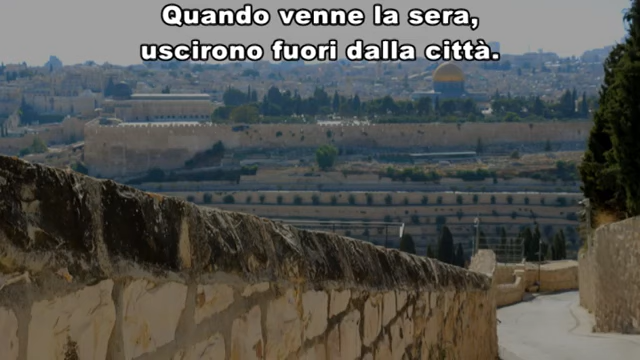 Quando venne la sera,
uscirono fuori dalla città.